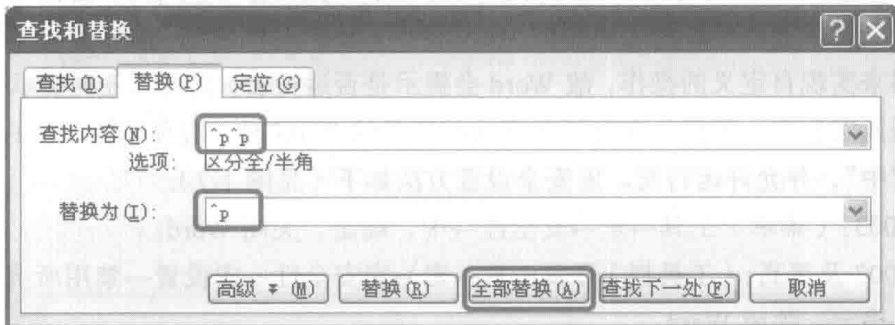 查找和替换
查找(D) 替换(P) 定位(G)
查找内容(N): ^p^p
选项: 区分全/半角
替换为(I): ^p
高级 ▼ (M) 替换(R) 全部替换(A) 查找下一处(F) 取消